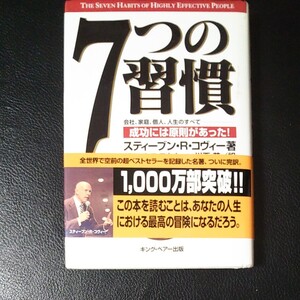 THE SEVEN HABITS OF HIGHLY EFFECTIVE PEOPLE
7つの
習慣
会社、家庭、個人、人生のすべて
成功には原則があった!
スティーブン・R・コヴィー著
全世界で空前の超ベストセラーを記録した名著、ついに完訳。
1,000万部突破!!
この本を読むことは、あなたの人生
における最高の冒険になるだろう。
スティーブン・R・コヴィー
キング・ベアー出版